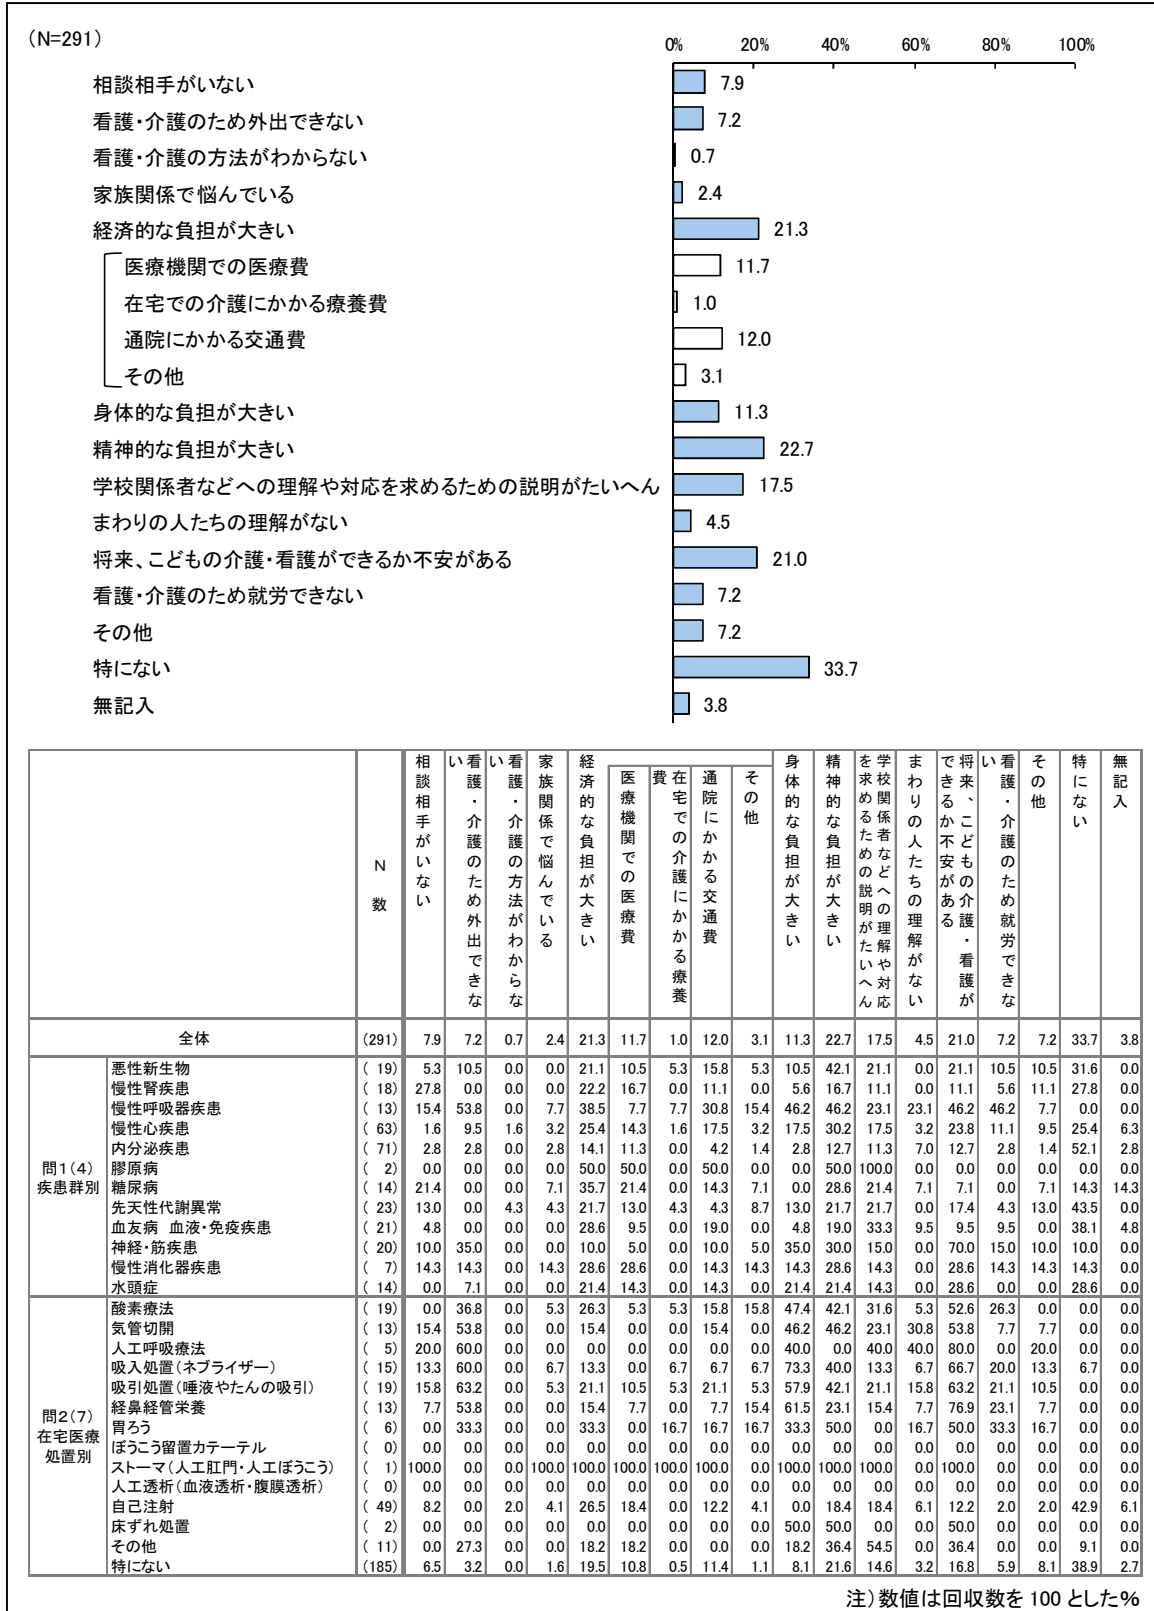 (N=291)
0% 20% 40% 60% 80% 100%
相談相手がいない 7.9
看護・介護のため外出できない 7.2
看護・介護の方法がわからない 0.7
家族関係で悩んでいる 2.4
経済的な負担が大きい 21.3
医療機関での医療費 11.7
在宅での介護にかかる療養費 1.0
通院にかかる交通費 12.0
その他 3.1
身体的な負担が大きい 11.3
精神的な負担が大きい 22.7
学校関係者などへの理解や対応を求めるための説明がたいへん 17.5
まわりの人たちの理解がない 4.5
将来、こどもの介護・看護ができるか不安がある 21.0
看護・介護のため就労できない 7.2
その他 7.2
特にない 33.7
無記入 3.8
N数
相談相手がいない
看護・介護のため外出できない
看護・介護の方法がわからない
家族関係で悩んでいる
経済的な負担が大きい
医療機関での医療費
在宅での介護にかかる療養費
通院にかかる交通費
その他
身体的な負担が大きい
精神的な負担が大きい
学校関係者などへの理解や対応を求めるための説明がたいへん
まわりの人たちの理解がない
将来、こどもの介護・看護ができるか不安がある
看護・介護のため就労できない
その他
特にない
無記入
全体 (291) 7.9 7.2 0.7 2.4 21.3 11.7 1.0 12.0 3.1 11.3 22.7 17.5 4.5 21.0 7.2 7.2 33.7 3.8
問1(4)
疾患群別
悪性新生物 ( 19) 5.3 10.5 0.0 0.0 21.1 10.5 5.3 15.8 5.3 10.5 42.1 21.1 0.0 21.1 10.5 10.5 31.6 0.0
慢性腎疾患 ( 18) 27.8 0.0 0.0 0.0 22.2 16.7 0.0 11.1 0.0 5.6 16.7 11.1 0.0 11.1 5.6 11.1 27.8 0.0
慢性呼吸器疾患 ( 13) 15.4 53.8 0.0 7.7 38.5 7.7 7.7 30.8 15.4 46.2 46.2 23.1 23.1 46.2 46.2 7.7 0.0 0.0
慢性心疾患 ( 63) 1.6 9.5 1.6 3.2 25.4 14.3 1.6 17.5 3.2 17.5 30.2 17.5 3.2 23.8 11.1 9.5 25.4 6.3
内分泌疾患 ( 71) 2.8 2.8 0.0 2.8 14.1 11.3 0.0 4.2 1.4 2.8 12.7 11.3 7.0 12.7 2.8 1.4 52.1 2.8
膠原病 ( 2) 0.0 0.0 0.0 0.0 50.0 50.0 0.0 50.0 0.0 0.0 50.0 100.0 0.0 0.0 0.0 0.0 0.0 0.0
糖尿病 ( 14) 21.4 0.0 0.0 7.1 35.7 21.4 0.0 14.3 7.1 0.0 28.6 21.4 7.1 7.1 0.0 7.1 14.3 14.3
先天性代謝異常 ( 23) 13.0 0.0 4.3 4.3 21.7 13.0 4.3 4.3 8.7 13.0 21.7 21.7 0.0 17.4 4.3 13.0 43.5 0.0
血友病 血液・免疫疾患 ( 21) 4.8 0.0 0.0 0.0 28.6 9.5 0.0 19.0 0.0 4.8 19.0 33.3 9.5 9.5 9.5 0.0 38.1 4.8
神経・筋疾患 ( 20) 10.0 35.0 0.0 0.0 10.0 5.0 0.0 10.0 5.0 35.0 30.0 15.0 0.0 70.0 15.0 10.0 10.0 0.0
慢性消化器疾患 ( 7) 14.3 14.3 0.0 14.3 28.6 28.6 0.0 14.3 14.3 14.3 28.6 14.3 0.0 28.6 14.3 14.3 14.3 0.0
水頭症 ( 14) 0.0 7.1 0.0 0.0 21.4 14.3 0.0 14.3 0.0 21.4 21.4 14.3 0.0 28.6 0.0 0.0 28.6 0.0
問2(7)
在宅医療
処置別
酸素療法 ( 19) 0.0 36.8 0.0 5.3 26.3 5.3 5.3 15.8 15.8 47.4 42.1 31.6 5.3 52.6 26.3 0.0 0.0 0.0
気管切開 ( 13) 15.4 53.8 0.0 0.0 15.4 0.0 0.0 15.4 0.0 46.2 46.2 23.1 30.8 53.8 7.7 7.7 0.0 0.0
人工呼吸療法 ( 5) 20.0 60.0 0.0 0.0 0.0 0.0 0.0 0.0 0.0 40.0 0.0 40.0 40.0 80.0 0.0 20.0 0.0 0.0
吸入処置(ネブライザー) ( 15) 13.3 60.0 0.0 6.7 13.3 0.0 6.7 6.7 6.7 73.3 40.0 13.3 6.7 66.7 20.0 13.3 6.7 0.0
吸引処置(唾液やたんの吸引) ( 19) 15.8 63.2 0.0 5.3 21.1 10.5 5.3 21.1 5.3 57.9 42.1 21.1 15.8 63.2 21.1 10.5 0.0 0.0
経鼻経管栄養 ( 13) 7.7 53.8 0.0 0.0 15.4 7.7 0.0 7.7 15.4 61.5 23.1 15.4 7.7 76.9 23.1 7.7 0.0 0.0
胃ろう ( 6) 0.0 33.3 0.0 0.0 33.3 0.0 16.7 16.7 16.7 33.3 50.0 0.0 16.7 50.0 33.3 16.7 0.0 0.0
ぼうこう留置カテーテル ( 0) 0.0 0.0 0.0 0.0 0.0 0.0 0.0 0.0 0.0 0.0 0.0 0.0 0.0 0.0 0.0 0.0 0.0 0.0
ストーマ(人工肛門・人工ぼうこう) ( 1) 100.0 0.0 0.0 100.0 100.0 100.0 100.0 100.0 0.0 100.0 100.0 100.0 0.0 100.0 0.0 0.0 0.0 0.0
人工透析(血液透析・腹膜透析) ( 0) 0.0 0.0 0.0 0.0 0.0 0.0 0.0 0.0 0.0 0.0 0.0 0.0 0.0 0.0 0.0 0.0 0.0 0.0
自己注射 ( 49) 8.2 0.0 2.0 4.1 26.5 18.4 0.0 12.2 4.1 0.0 18.4 18.4 6.1 12.2 2.0 2.0 42.9 6.1
床ずれ処置 ( 2) 0.0 0.0 0.0 0.0 0.0 0.0 0.0 0.0 0.0 50.0 50.0 0.0 0.0 50.0 0.0 0.0 0.0 0.0
その他 ( 11) 0.0 27.3 0.0 0.0 18.2 18.2 0.0 0.0 0.0 18.2 36.4 54.5 0.0 36.4 0.0 0.0 9.1 0.0
特にない (185) 6.5 3.2 0.0 1.6 19.5 10.8 0.5 11.4 1.1 8.1 21.6 14.6 3.2 16.8 5.9 8.1 38.9 2.7
注)数値は回収数を 100 とした%